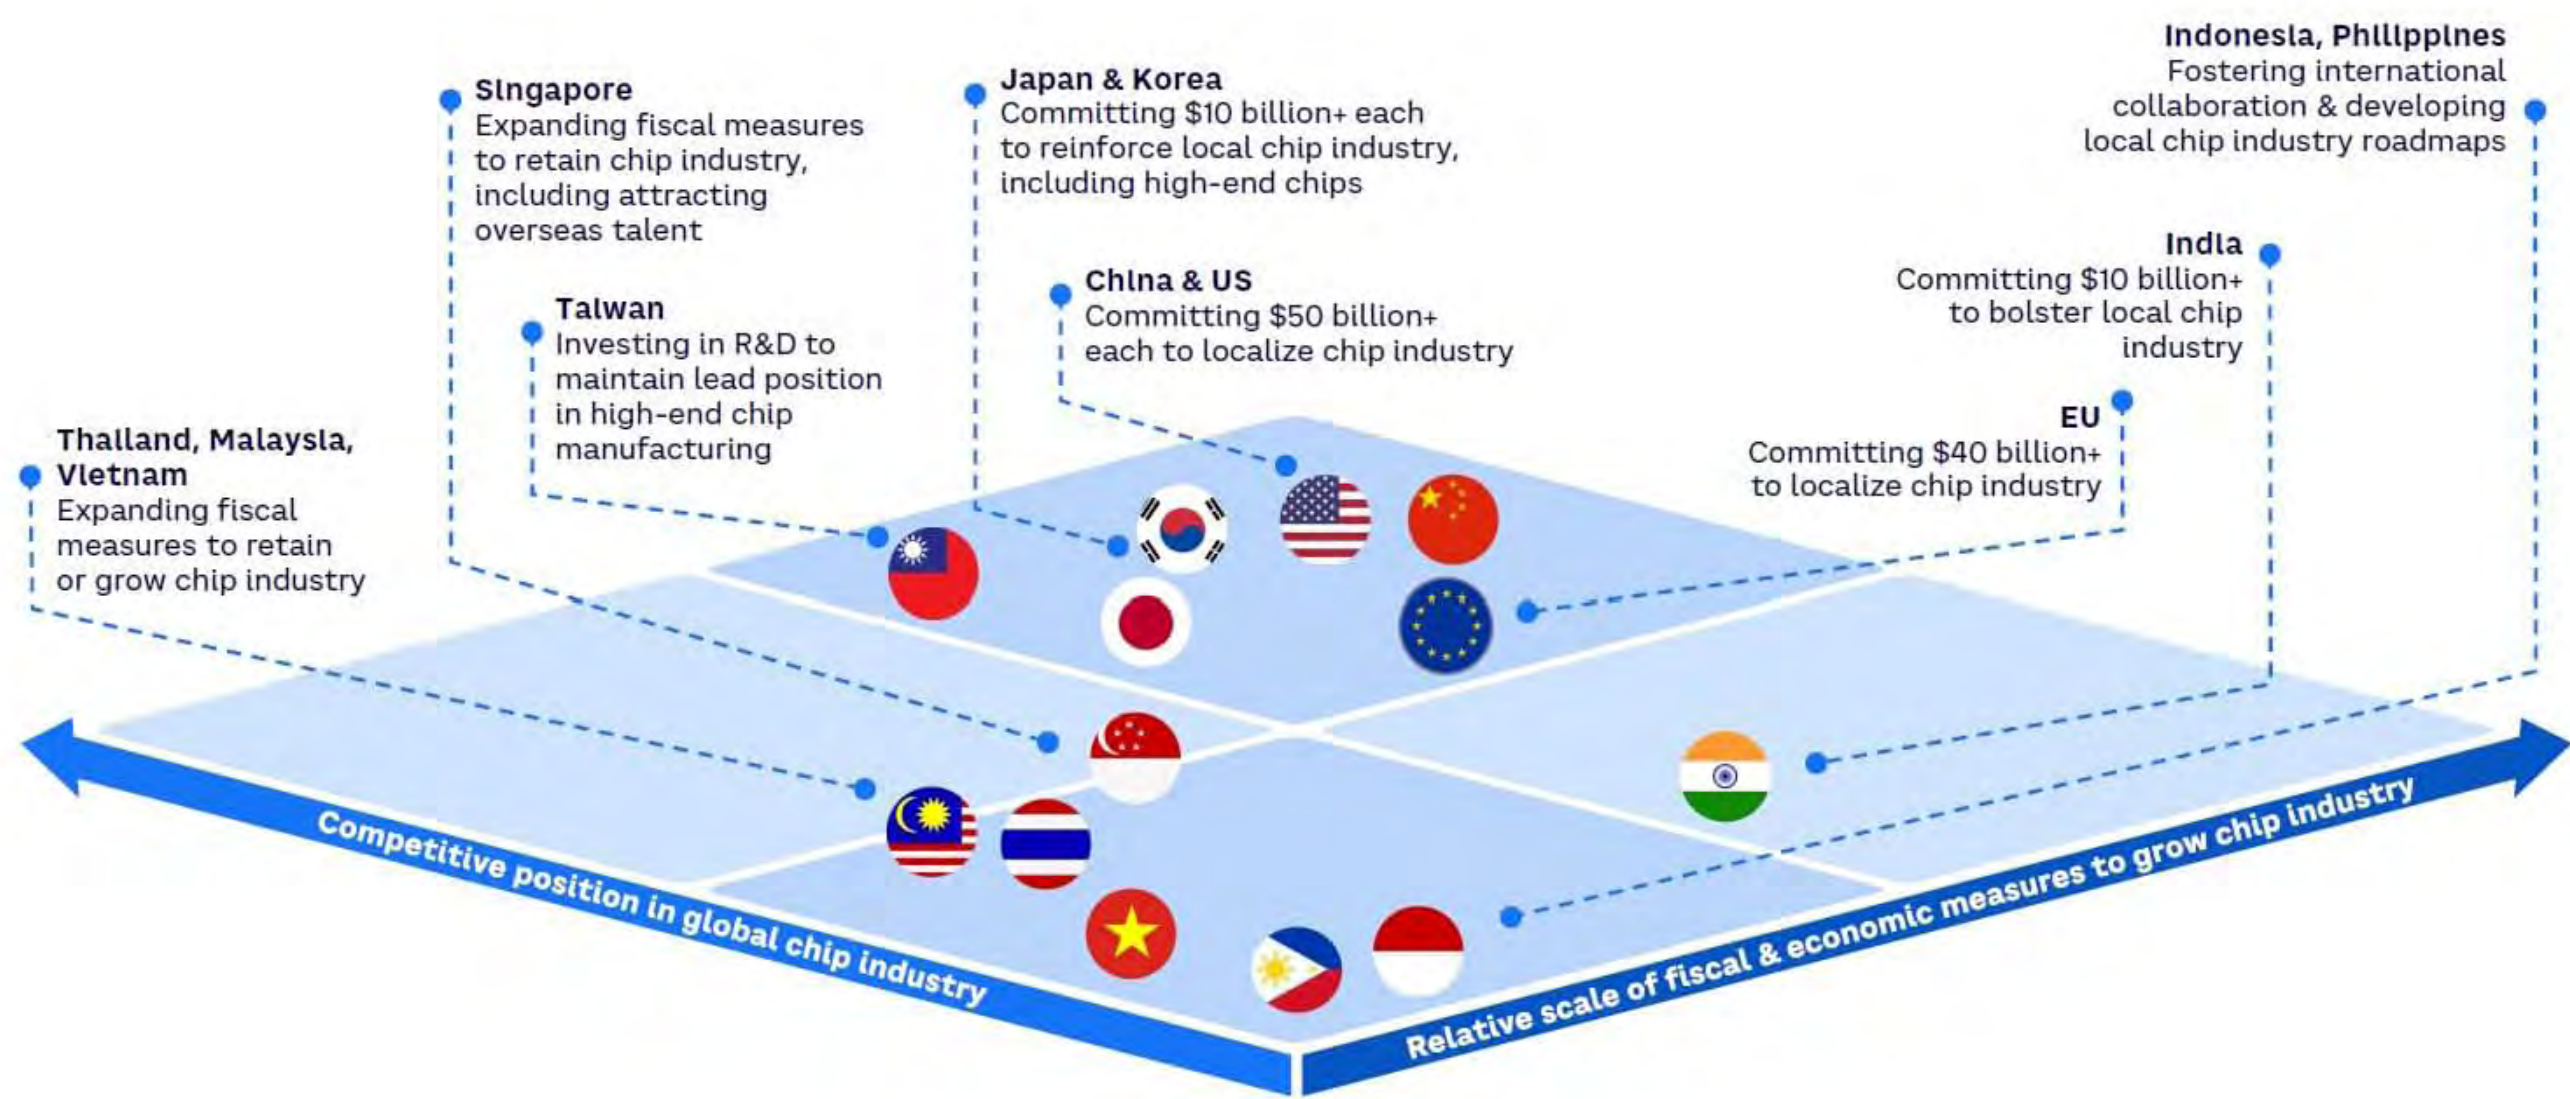 Singapore
Expanding fiscal measures
to retain chip industry,
including attracting
overseas talent
Japan & Korea
Committing $10 billion+ each
to reinforce local chip industry,
including high-end chips
Indonesia, Philippines
Fostering international
collaboration & developing
local chip industry roadmaps
Taiwan
Investing in R&D to
maintain lead position
in high-end chip
manufacturing
China & US
Committing $50 billion+
each to localize chip industry
India
Committing $10 billion+
to bolster local chip
industry
EU
Committing $40 billion+
to localize chip industry
Thailand, Malaysia,
Vietnam
Expanding fiscal
measures to retain
or grow chip industry
Competitive position in global chip industry
Relative scale of fiscal & economic measures to grow chip industry